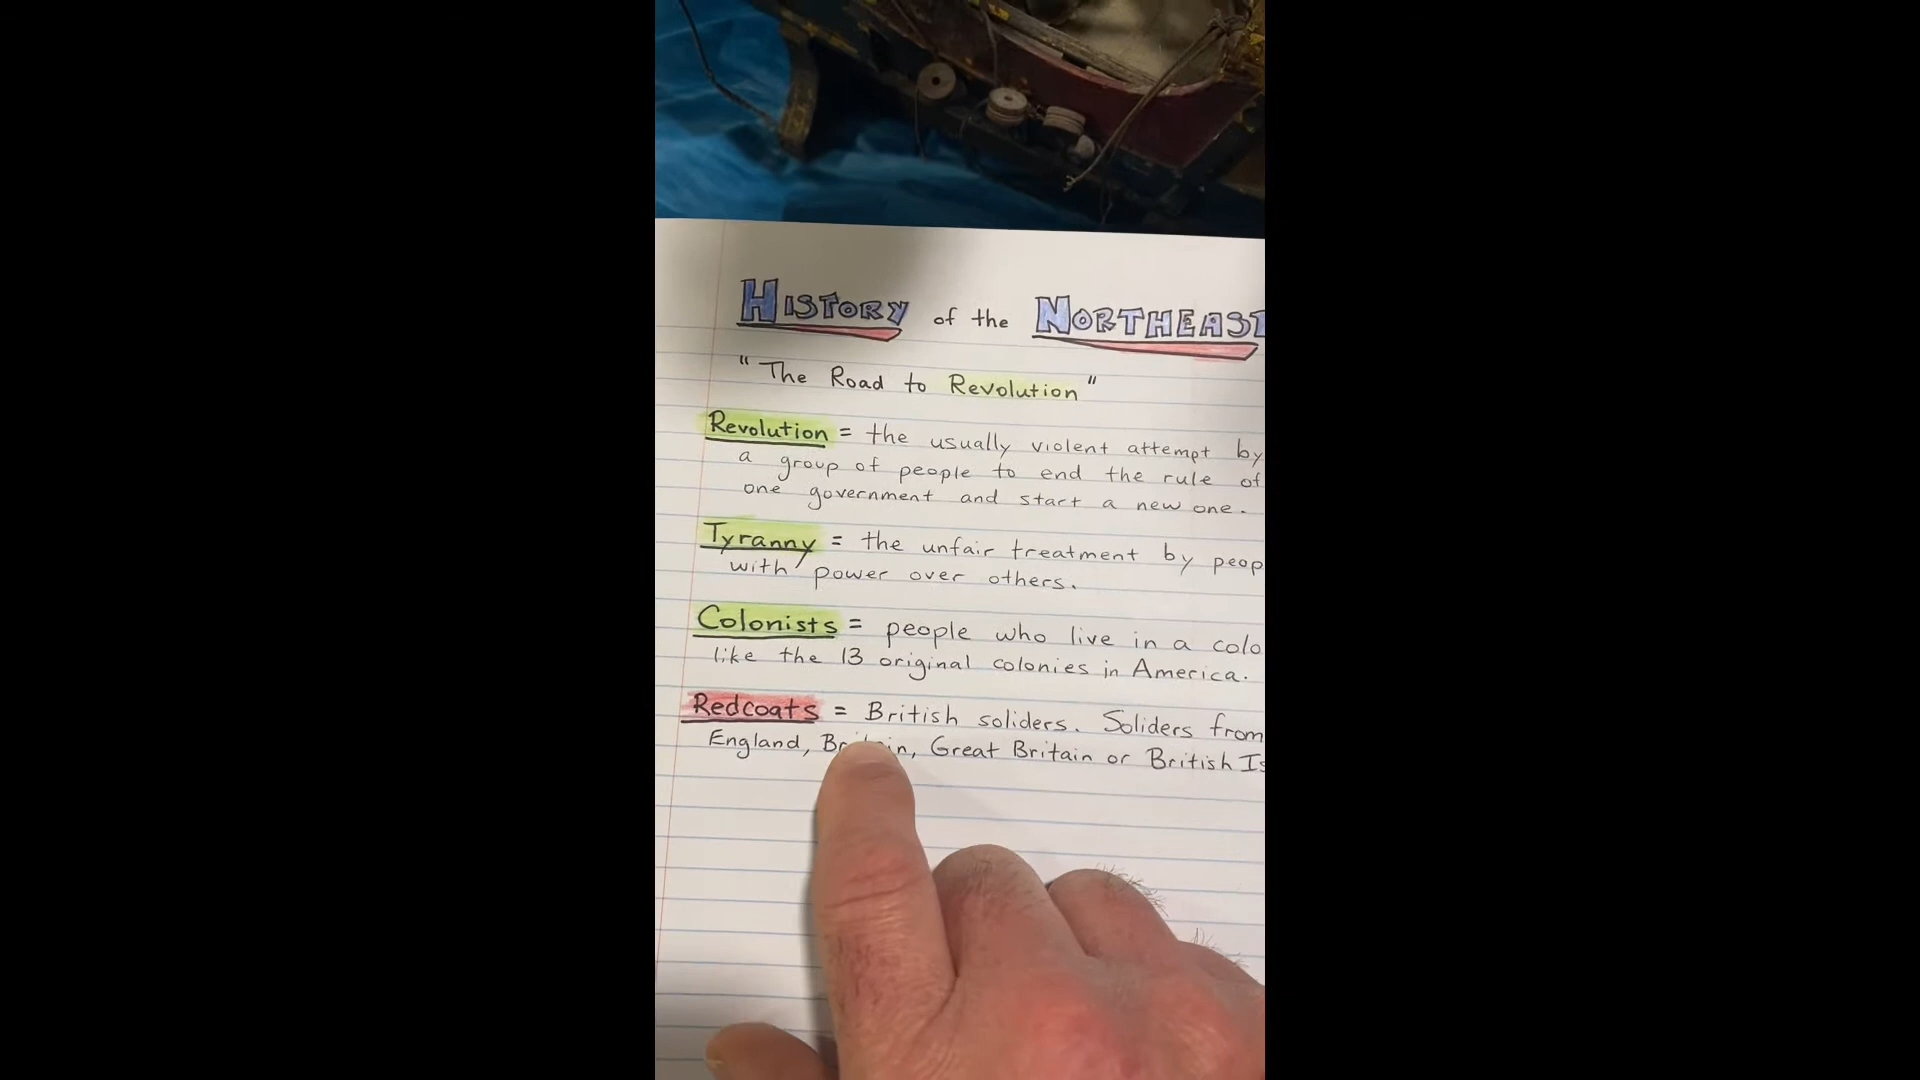 HISTORY of the NORTHEAST
"The Road to Revolution"
Revolution = the usually violent attempt by
a group of people to end the rule of
one government and start a new one.
Tyranny = the unfair treatment by peop
with power over others.
Colonists = people who live in a colo
like the 13 original colonies in America.
Redcoats = British soliders. Soliders from
England, Britain, Great Britain or British Is